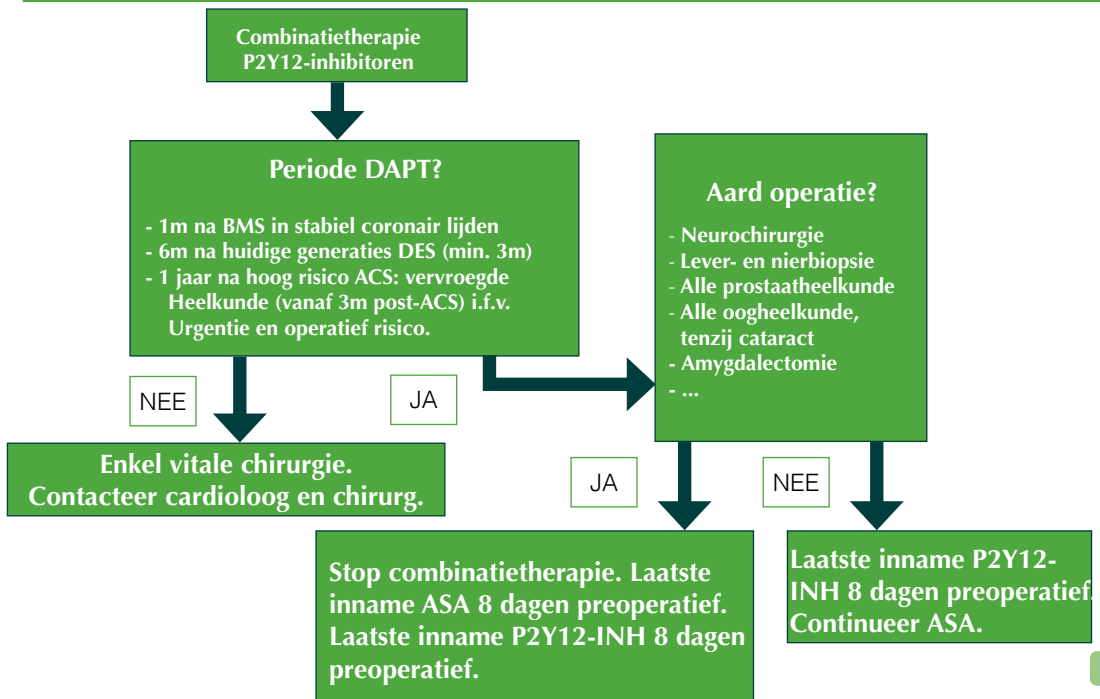 Combinatietherapie
P2Y12-inhibitoren
Periode DAPT?
- 1m na BMS in stabiel coronair lijden
- 6m na huidige generaties DES (min. 3m)
- 1 jaar na hoog risico ACS: vervroegde
Heelkunde (vanaf 3m post-ACS) i.f.v.
Urgentie en operatief risico.
Aard operatie?
- Neurochirurgie
- Lever- en nierbiopsie
- Alle prostaatheelkunde
- Alle oogheelkunde,
tenzij cataract
- Amygdalectomie
- ...
NEE
JA
Enkel vitale chirurgie.
Contacteer cardioloog en chirurg.
JA
NEE
Stop combinatietherapie. Laatste
inname ASA 8 dagen preoperatief.
Laatste inname P2Y12-INH 8 dagen
preoperatief.
Laatste inname P2Y12-
INH 8 dagen preoperatief.
Continueer ASA.